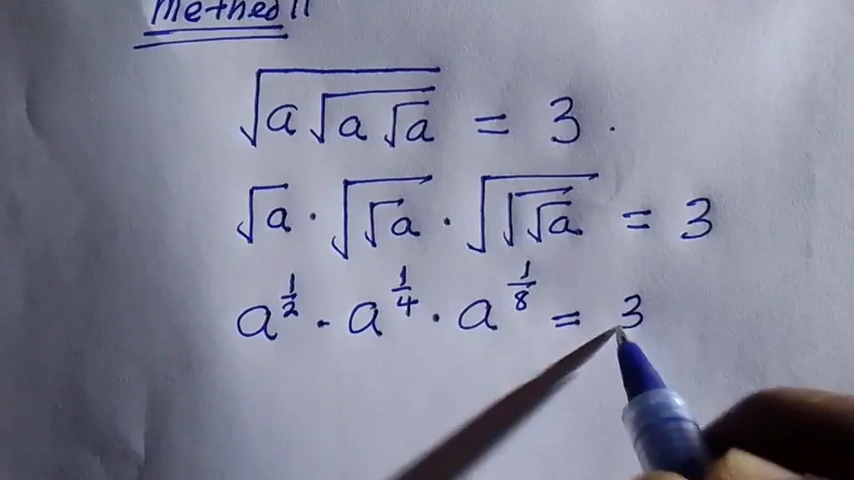 Method II
√(a√(a√a)) = 3.
√a · √(√a) · √(√(√a)) = 3
a^(1/2) · a^(1/4) · a^(1/8) = 3